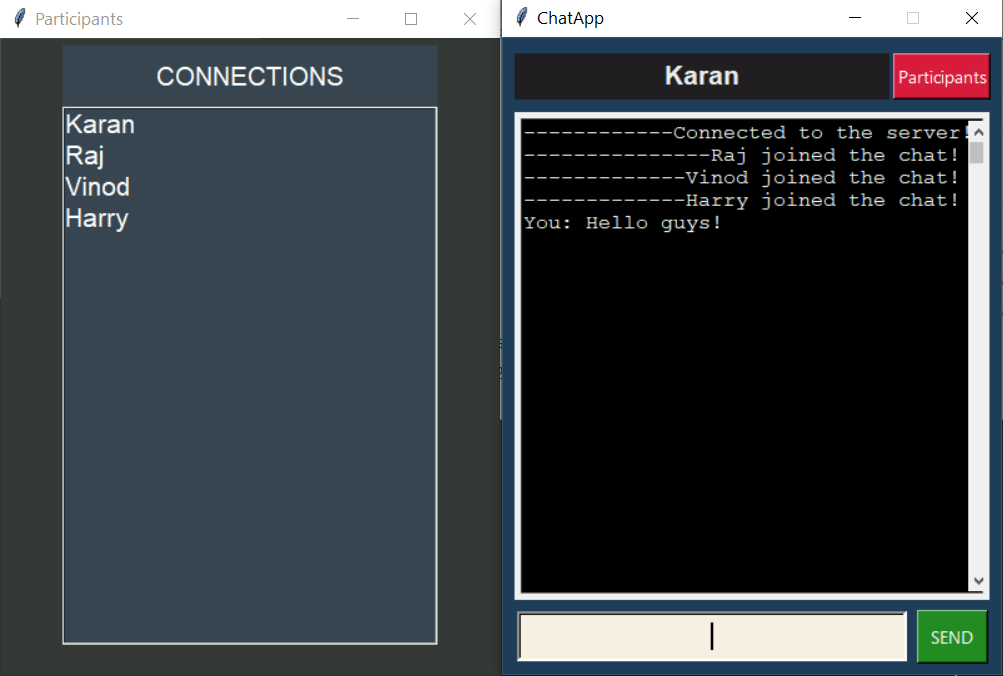 Participants
CONNECTIONS
Karan
Raj
Vinod
Harry
ChatApp
Karan
Participants
------------Connected to the server!
---------------Raj joined the chat!
-------------Vinod joined the chat!
-------------Harry joined the chat!
You: Hello guys!
SEND